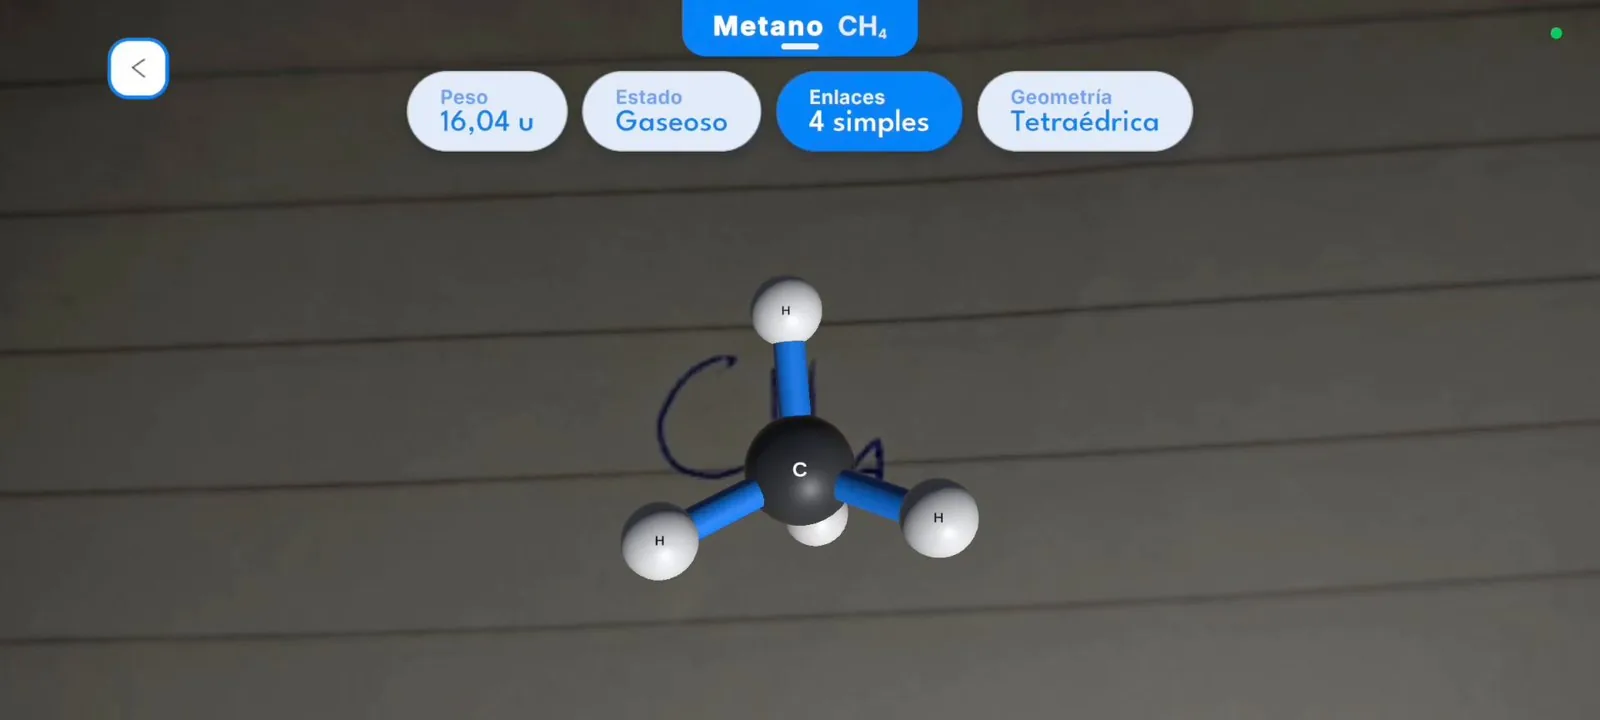 Metano CH₄
<
Peso
16,04 u
Estado
Gaseoso
Enlaces
4 simples
Geometría
Tetraédrica
H
C
C
H
H